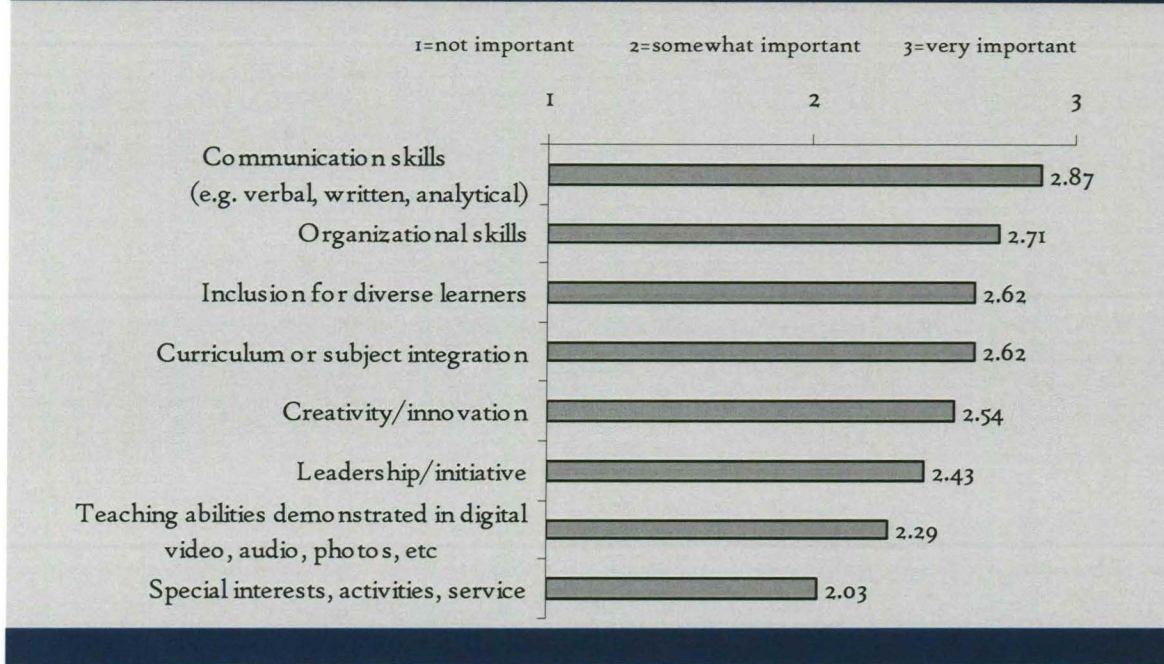 1=not important 2=somewhat important 3=very important
1 2 3
Communication skills
(e.g. verbal, written, analytical) 2.87
Organizational skills 2.71
Inclusion for diverse learners 2.62
Curriculum or subject integration 2.62
Creativity/innovation 2.54
Leadership/initiative 2.43
Teaching abilities demonstrated in digital
video, audio, photos, etc 2.29
Special interests, activities, service 2.03